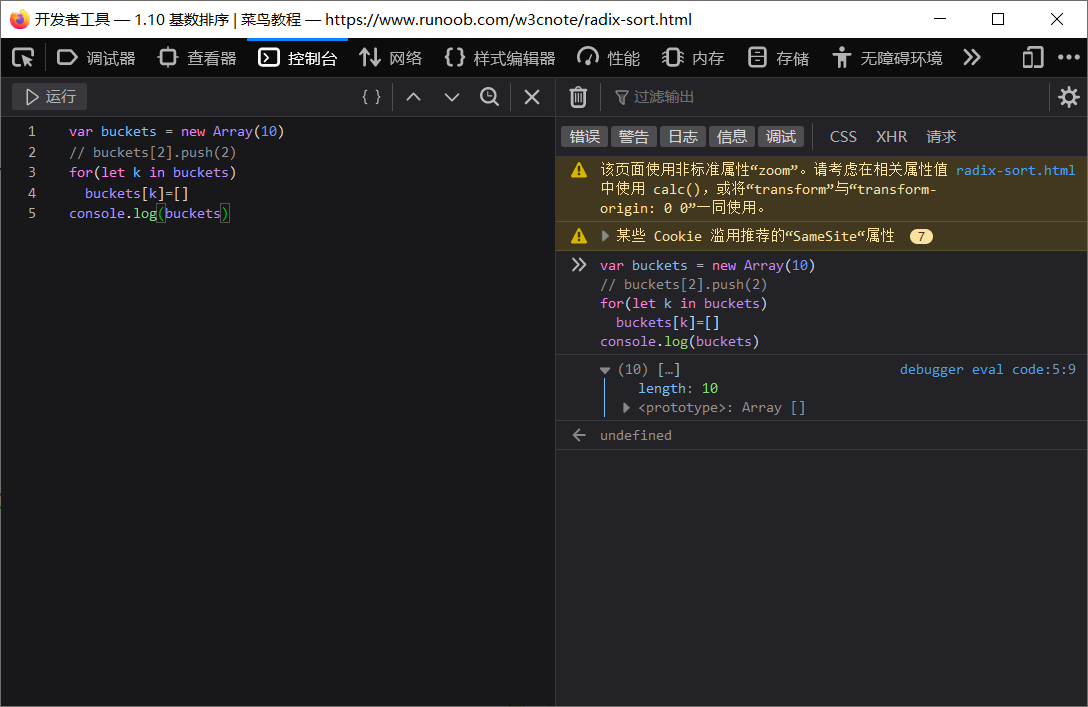 开发者工具 — 1.10 基数排序 | 菜鸟教程 — https://www.runoob.com/w3cnote/radix-sort.html
调试器 查看器 控制台 网络 {} 样式编辑器 性能 内存 存储 无障碍环境
运行 { }
1 var buckets = new Array(10)
2 // buckets[2].push(2)
3 for(let k in buckets)
4 buckets[k]=[]
5 console.log(buckets)
过滤输出
错误 警告 日志 信息 调试 CSS XHR 请求
该页面使用非标准属性“zoom”。请考虑在相关属性值 radix-sort.html
中使用 calc()，或将“transform”与“transform-
origin: 0 0”一同使用。
某些 Cookie 滥用推荐的“SameSite“属性 7
var buckets = new Array(10)
// buckets[2].push(2)
for(let k in buckets)
buckets[k]=[]
console.log(buckets)
(10) […] debugger eval code:5:9
length: 10
<prototype>: Array []
undefined